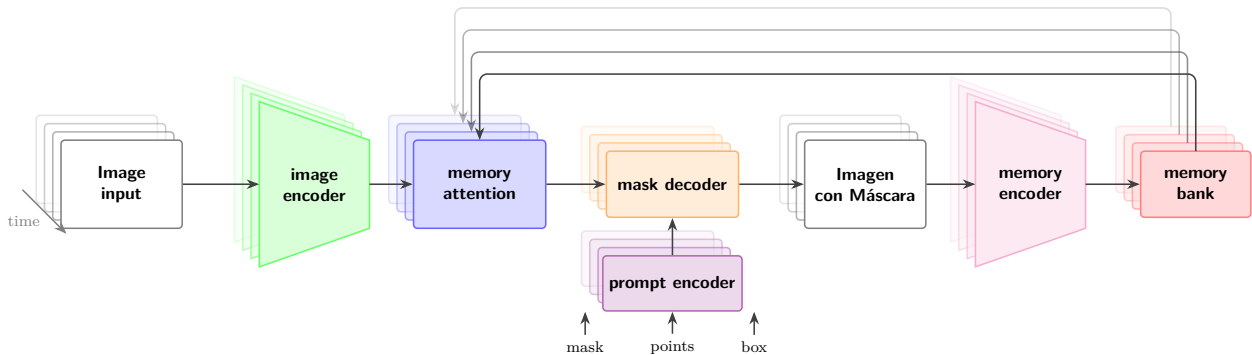 time
Image
input
image
encoder
memory
attention
mask decoder
Imagen
con Máscara
memory
encoder
memory
bank
prompt encoder
mask
points
box